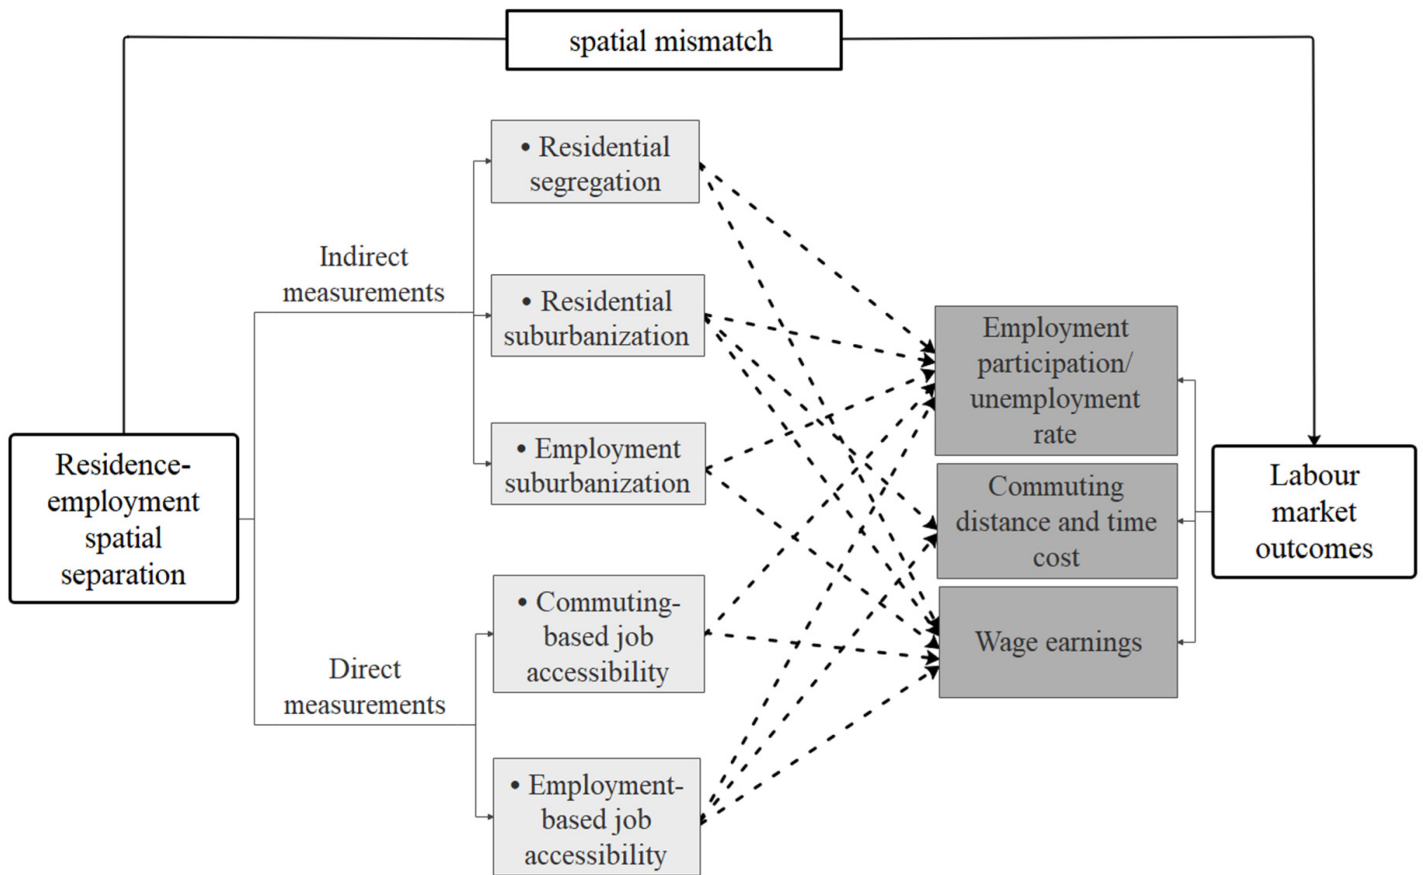 spatial mismatch
• Residential
segregation
Indirect
measurements
• Residential
suburbanization
• Employment
suburbanization
Residence-
employment
spatial
separation
Direct
measurements
• Commuting-
based job
accessibility
• Employment-
based job
accessibility
Employment
participation/
unemployment
rate
Commuting
distance and time
cost
Wage earnings
Labour
market
outcomes